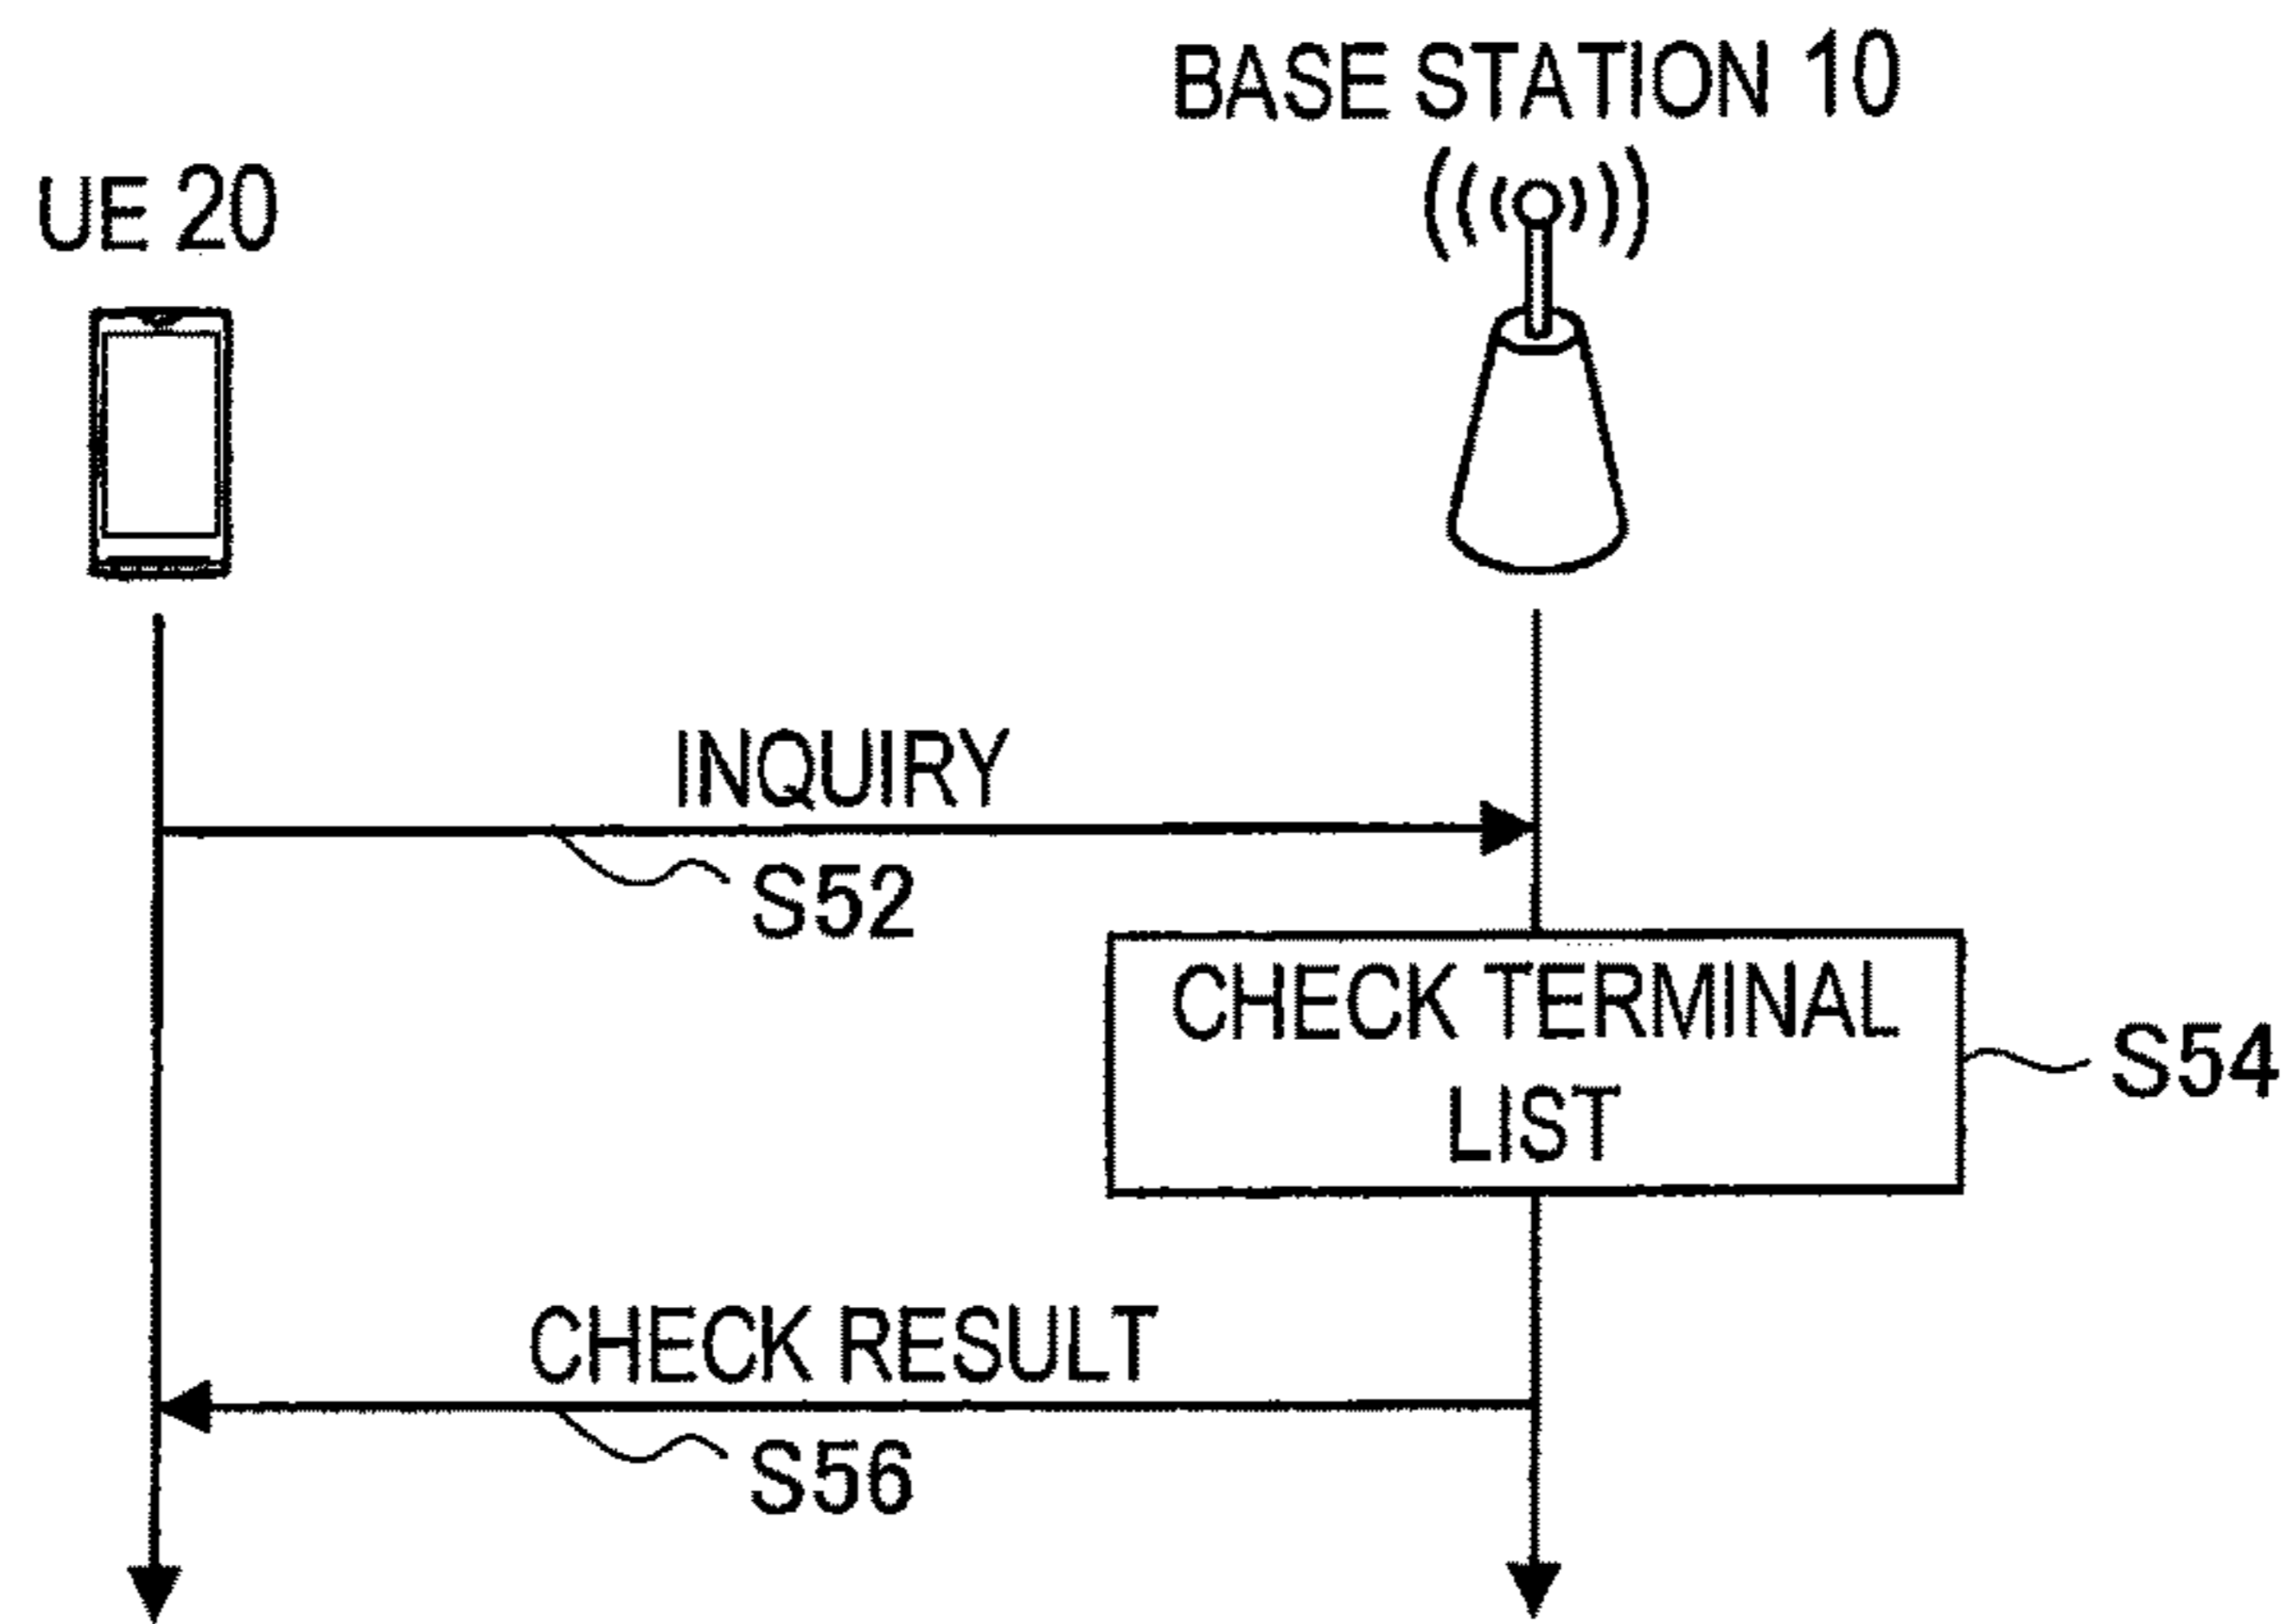 BASE STATION 10
UE 20
INQUIRY
S52
CHECK TERMINAL
LIST
S54
CHECK RESULT
S56